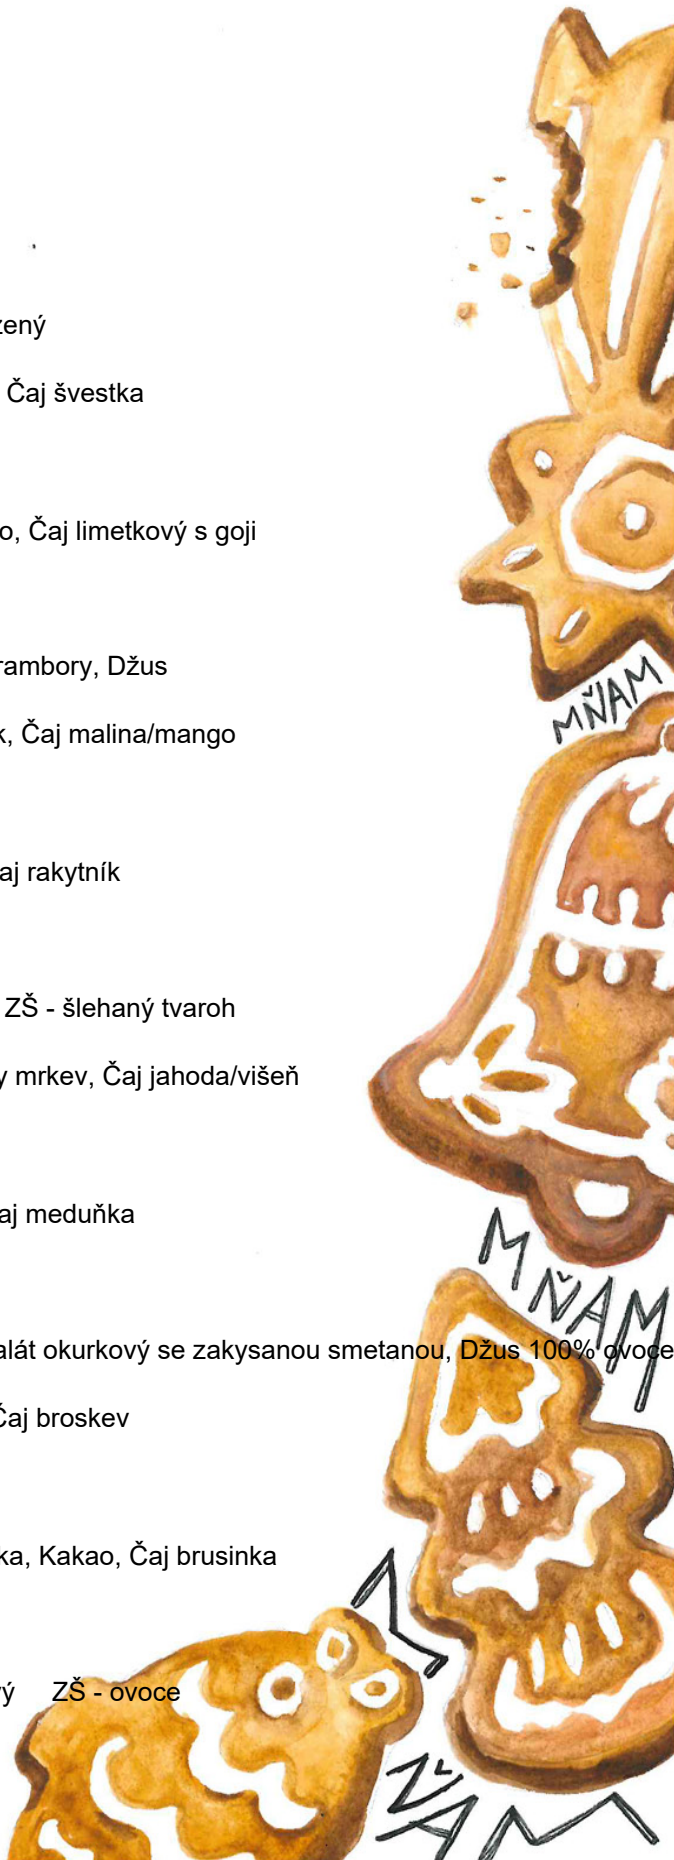 zený
Čaj švestka
o, Čaj limetkový s goji
rambory, Džus
MŇAM
k, Čaj malina/mango
aj rakytník
ZŠ - šlehaný tvaroh
y mrkev, Čaj jahoda/višeň
aj meduňka
MŇAM
alát okurkový se zakysanou smetanou, Džus 100% ovoce
Čaj broskev
ka, Kakao, Čaj brusinka
ý ZŠ - ovoce
MŇAM